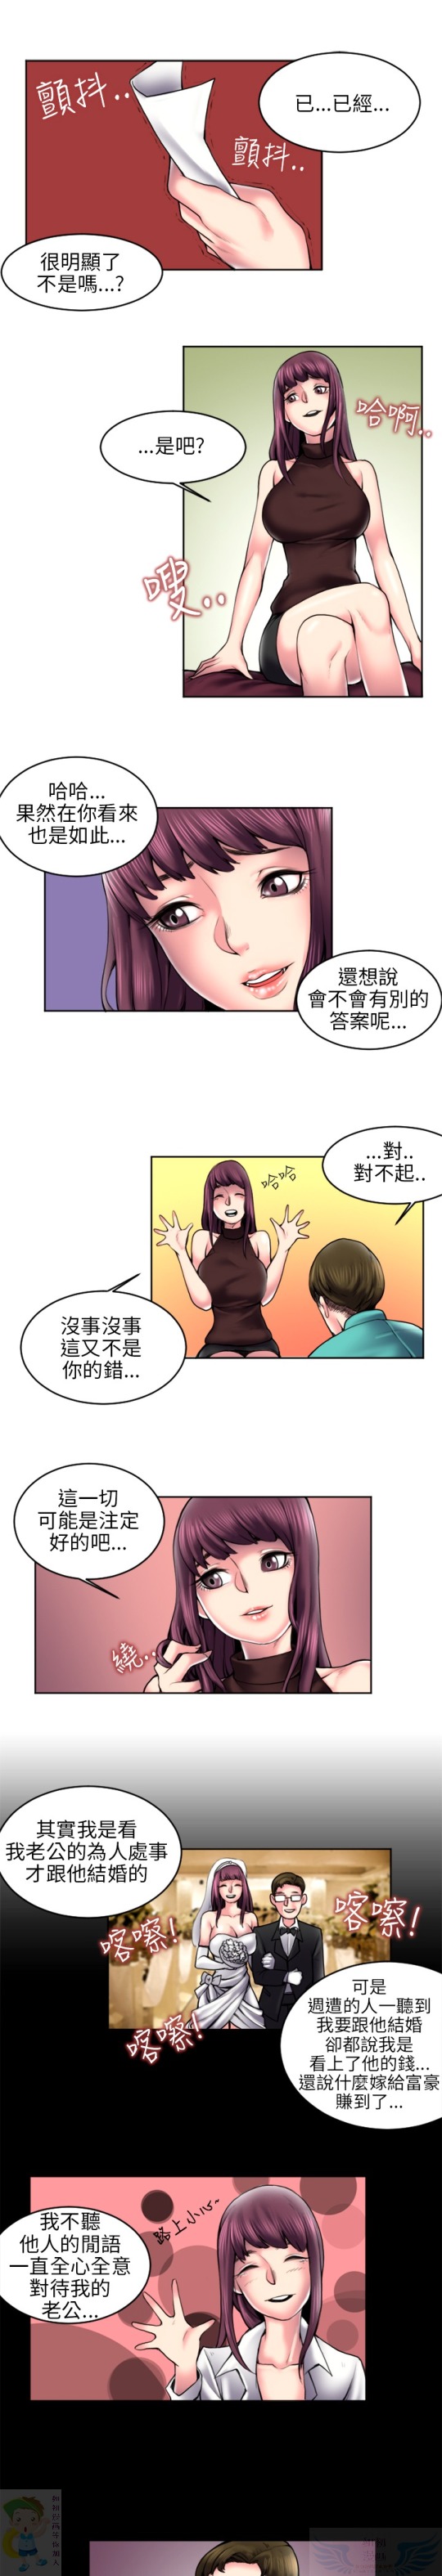 顫抖..
已...已經...
顫抖..
很明顯了
不是嗎...?
哈啊..
...是吧?
嗖..
哈哈...
果然在你看來
也是如此...
還想說
會不會有別的
答案呢...
...對..
對不起..
哈哈
沒事沒事
這又不是
你的錯...
這一切
可能是注定
好的吧...
繞..
其實我是看
我老公的為人處事
才跟他結婚的
喀嚓!
喀嚓!
喀嚓!
可是
週遭的人一聽到
我要跟他結婚
卻都說我是
看上了他的錢...
還說什麼嫁給富豪
賺到了...
路上小心~
我不聽
他人的閒語
一直全心全意
對待我的
老公...